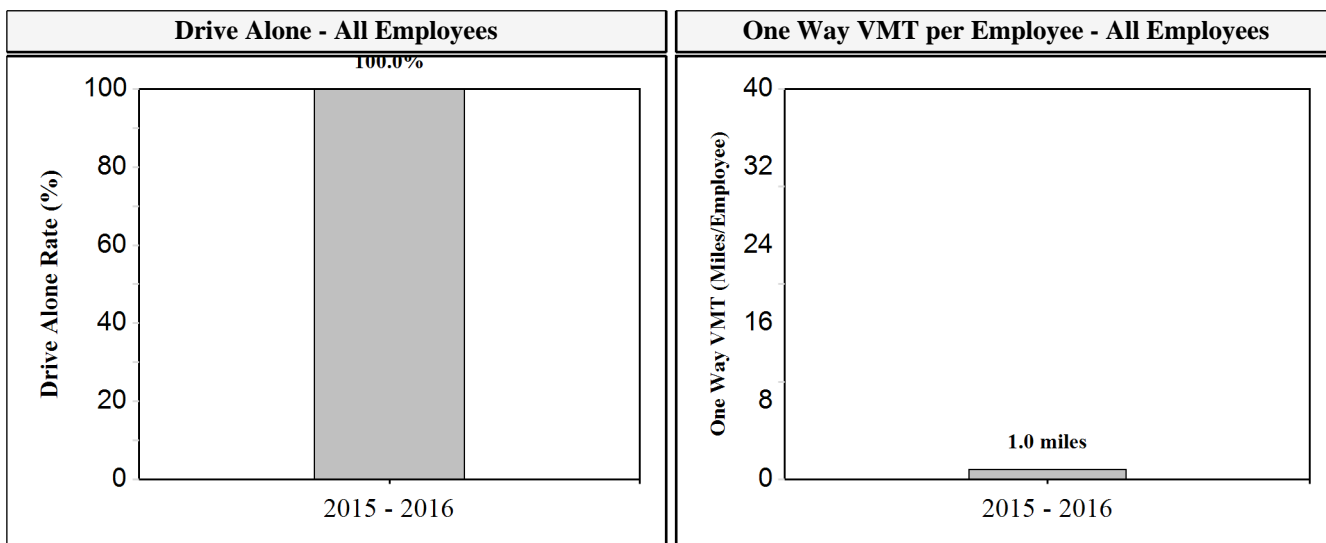 Drive Alone - All Employees
100.0%
100
80
60
40
20
0
Drive Alone Rate (%)
2015 - 2016
One Way VMT per Employee - All Employees
40
32
24
16
8
0
One Way VMT (Miles/Employee)
1.0 miles
2015 - 2016